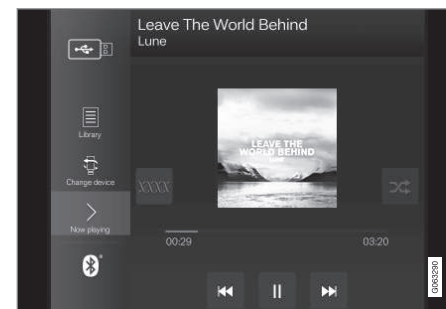 Leave The World Behind
Lune
Library
Change device
Now playing
XXXX
LEAVE THE
WORLD BEHIND
LUNE
00:29
03:20
G063290